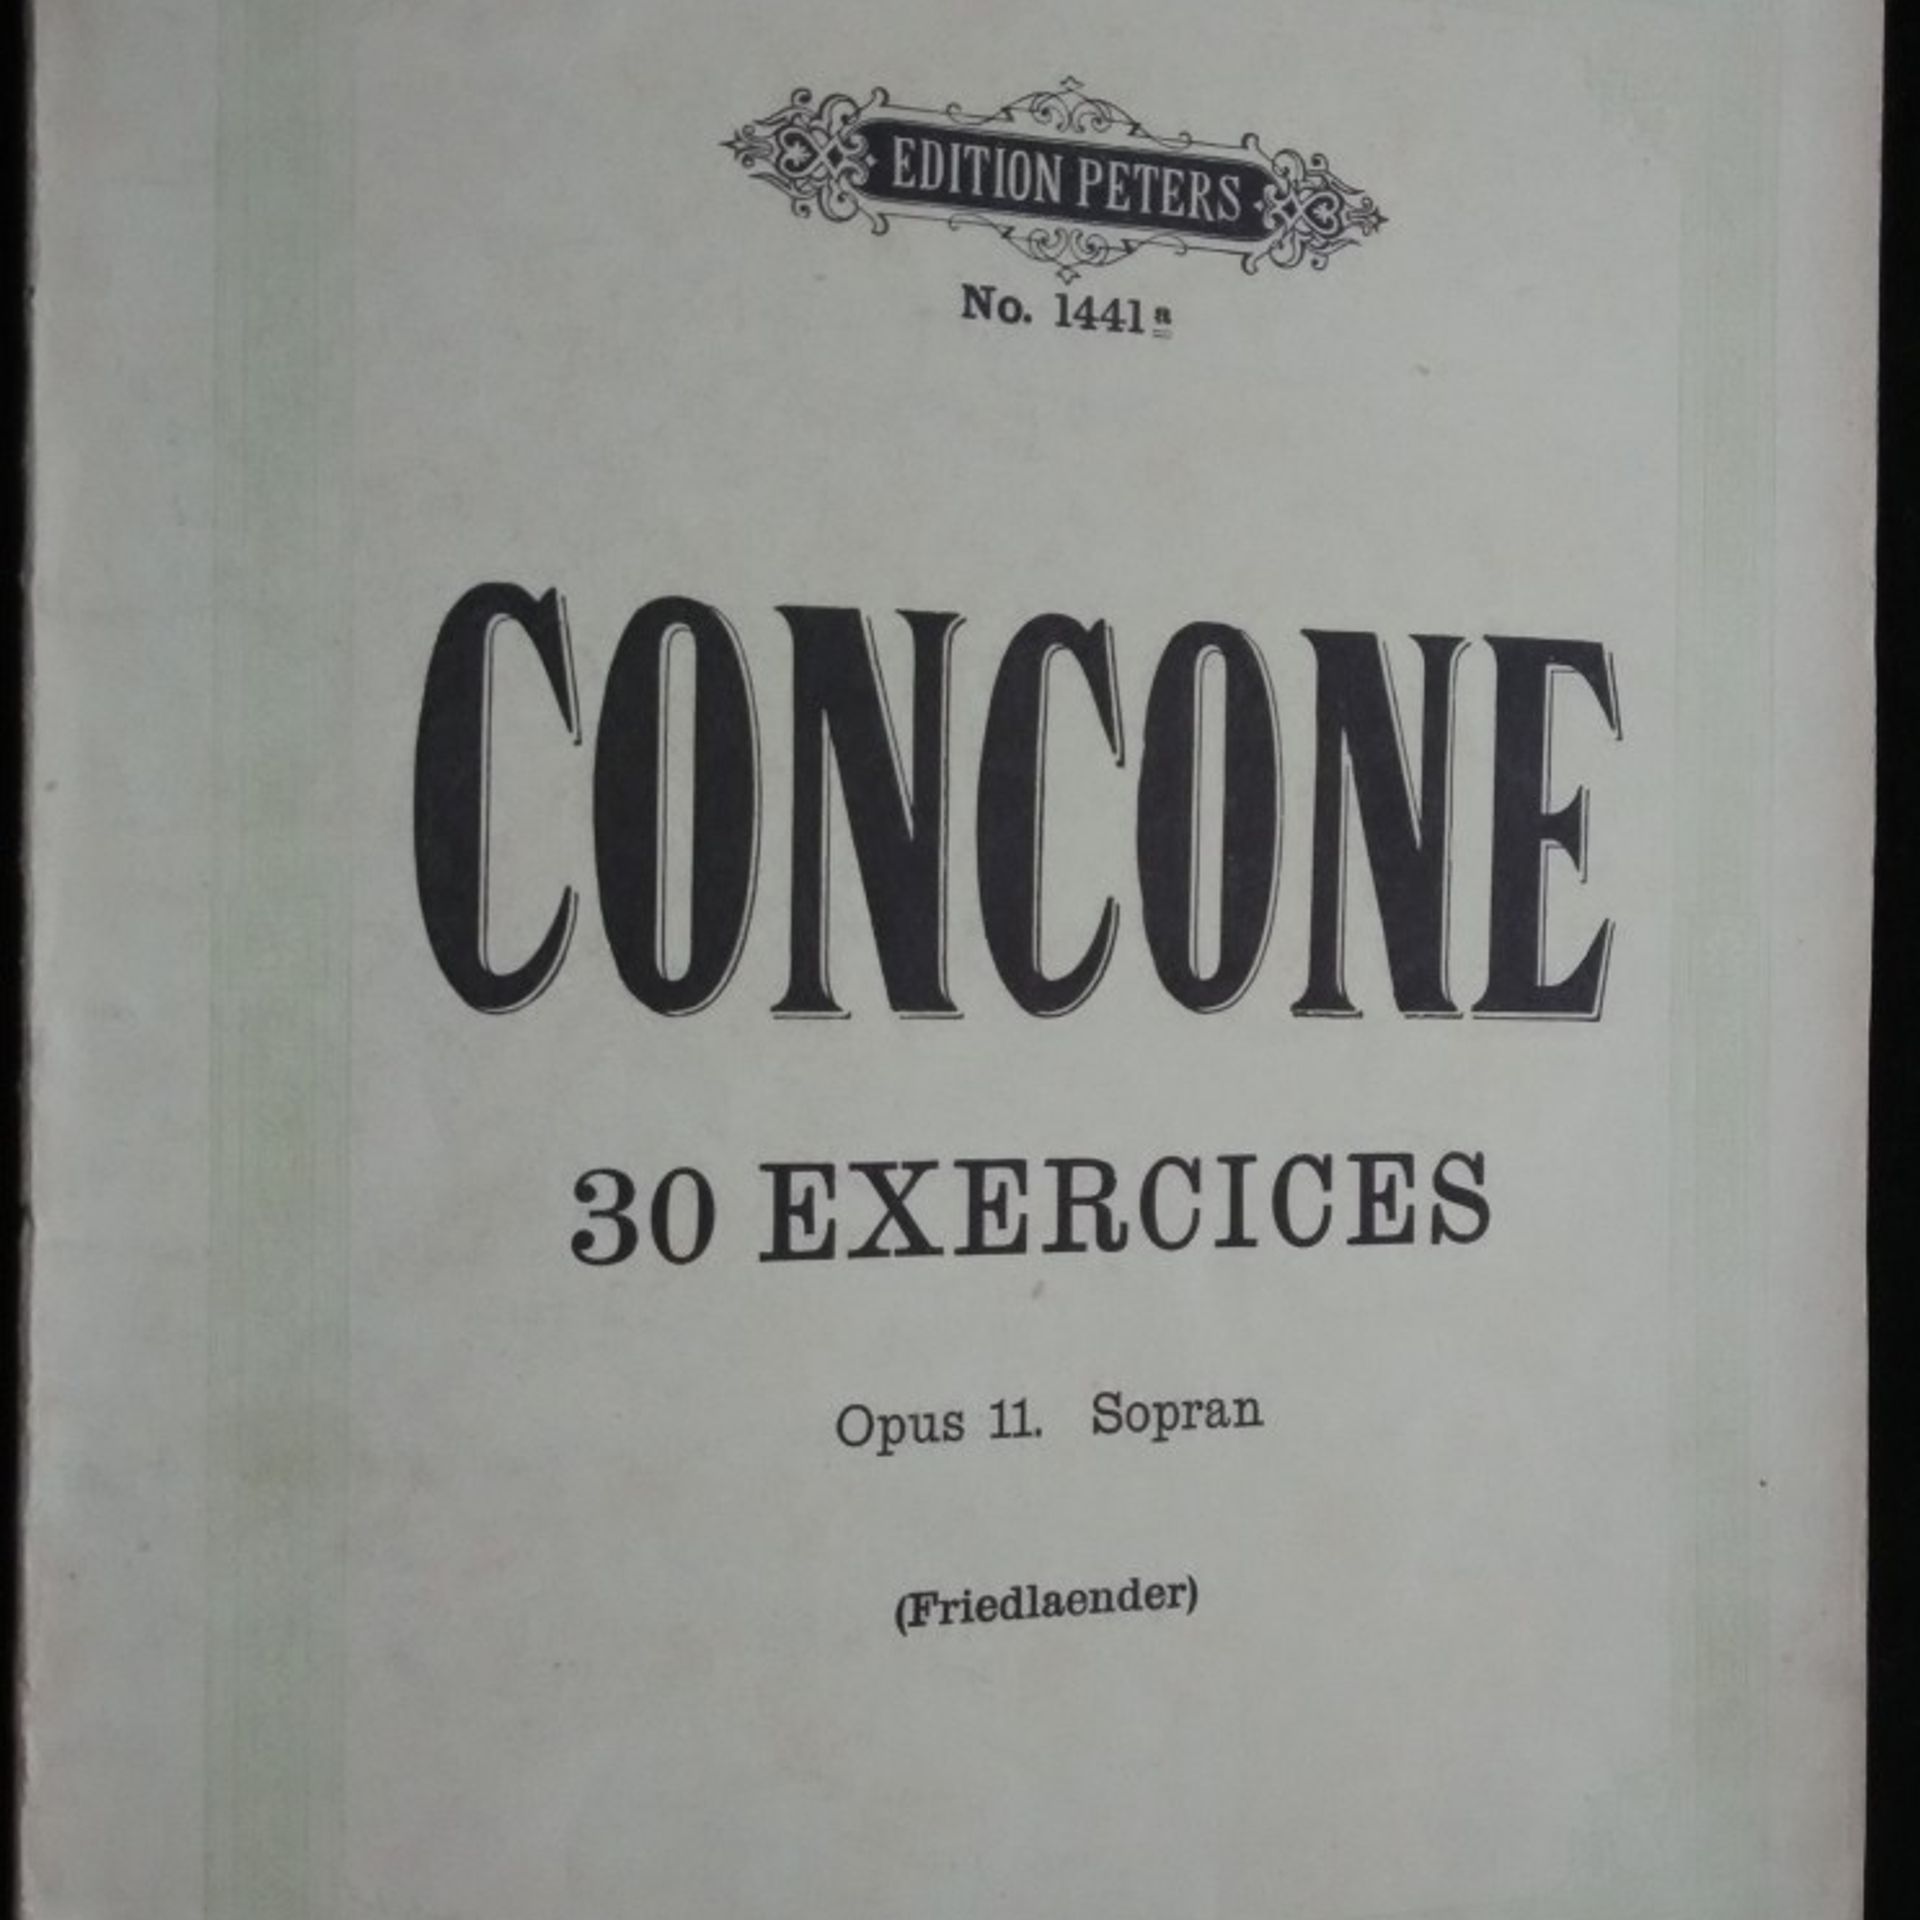 EDITION PETERS
No. 1441a
CONCONE
30 EXERCICES
Opus 11. Sopran
(Friedlaender)